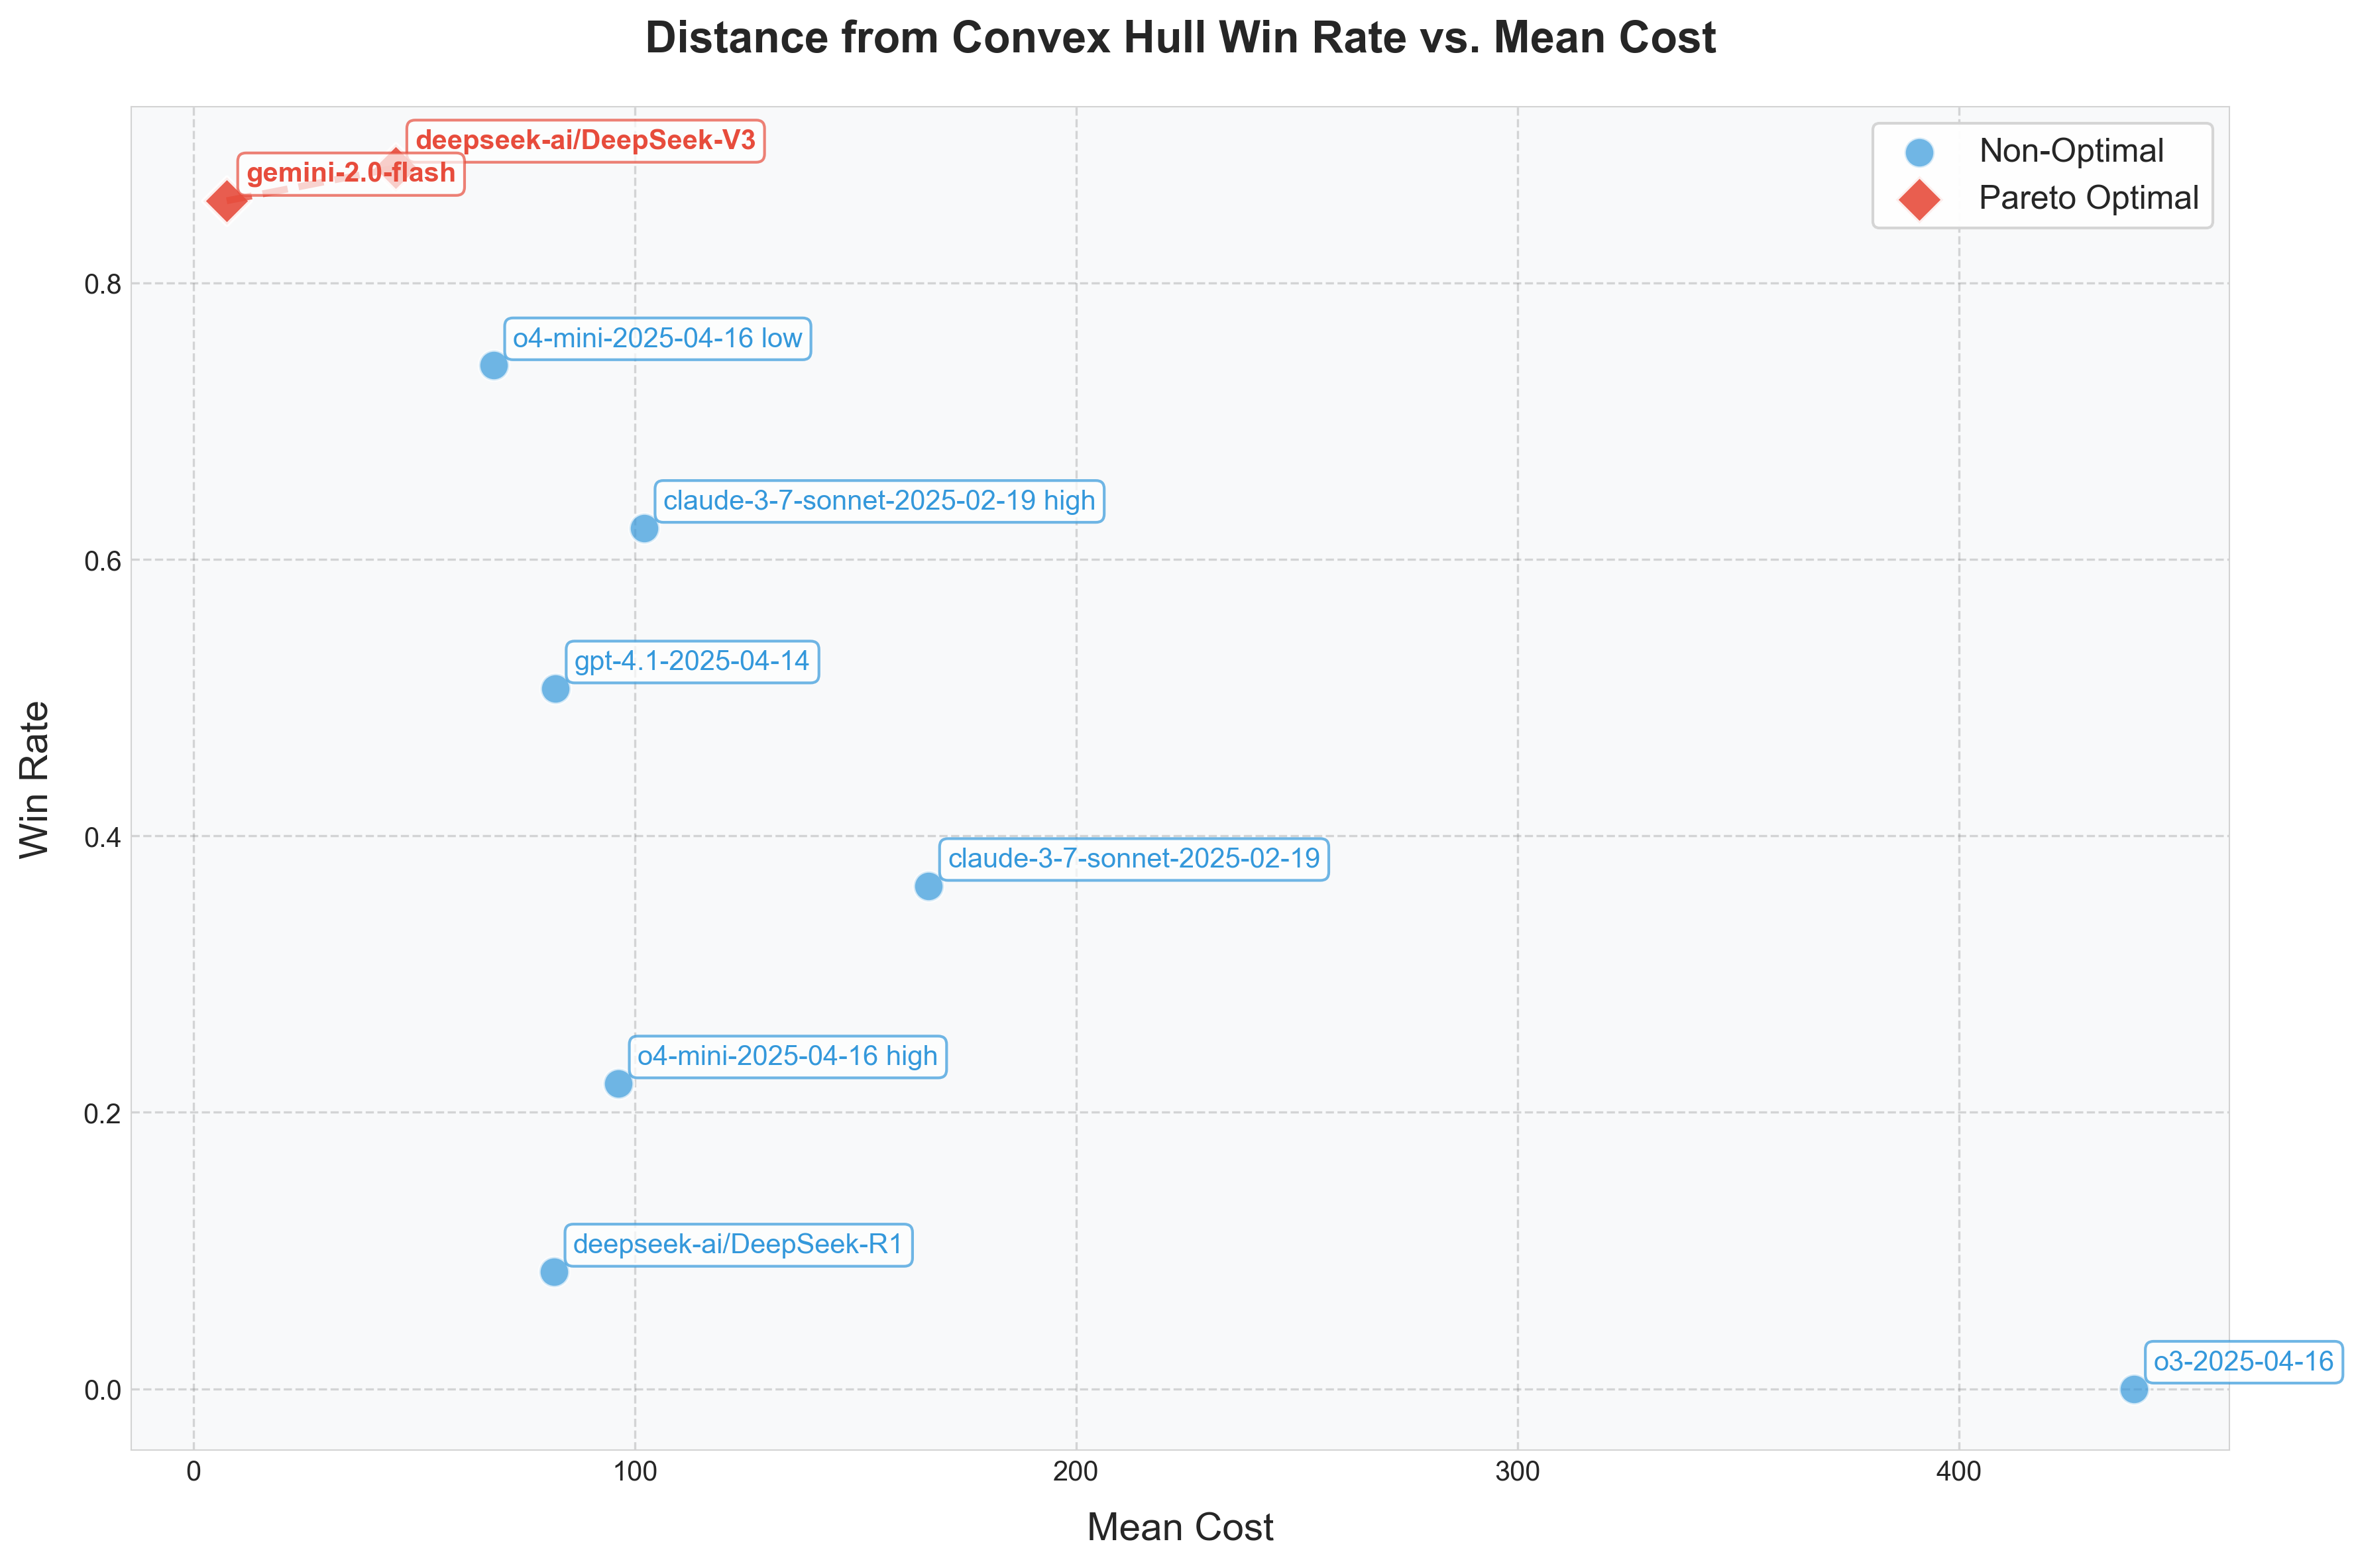 Distance from Convex Hull Win Rate vs. Mean Cost
deepseek-ai/DeepSeek-V3
gemini-2.0-flash
Non-Optimal
Pareto Optimal
0.8
o4-mini-2025-04-16 low
claude-3-7-sonnet-2025-02-19 high
0.6
gpt-4.1-2025-04-14
Win Rate
0.4
claude-3-7-sonnet-2025-02-19
o4-mini-2025-04-16 high
0.2
deepseek-ai/DeepSeek-R1
o3-2025-04-16
0.0
0 100 200 300 400
Mean Cost